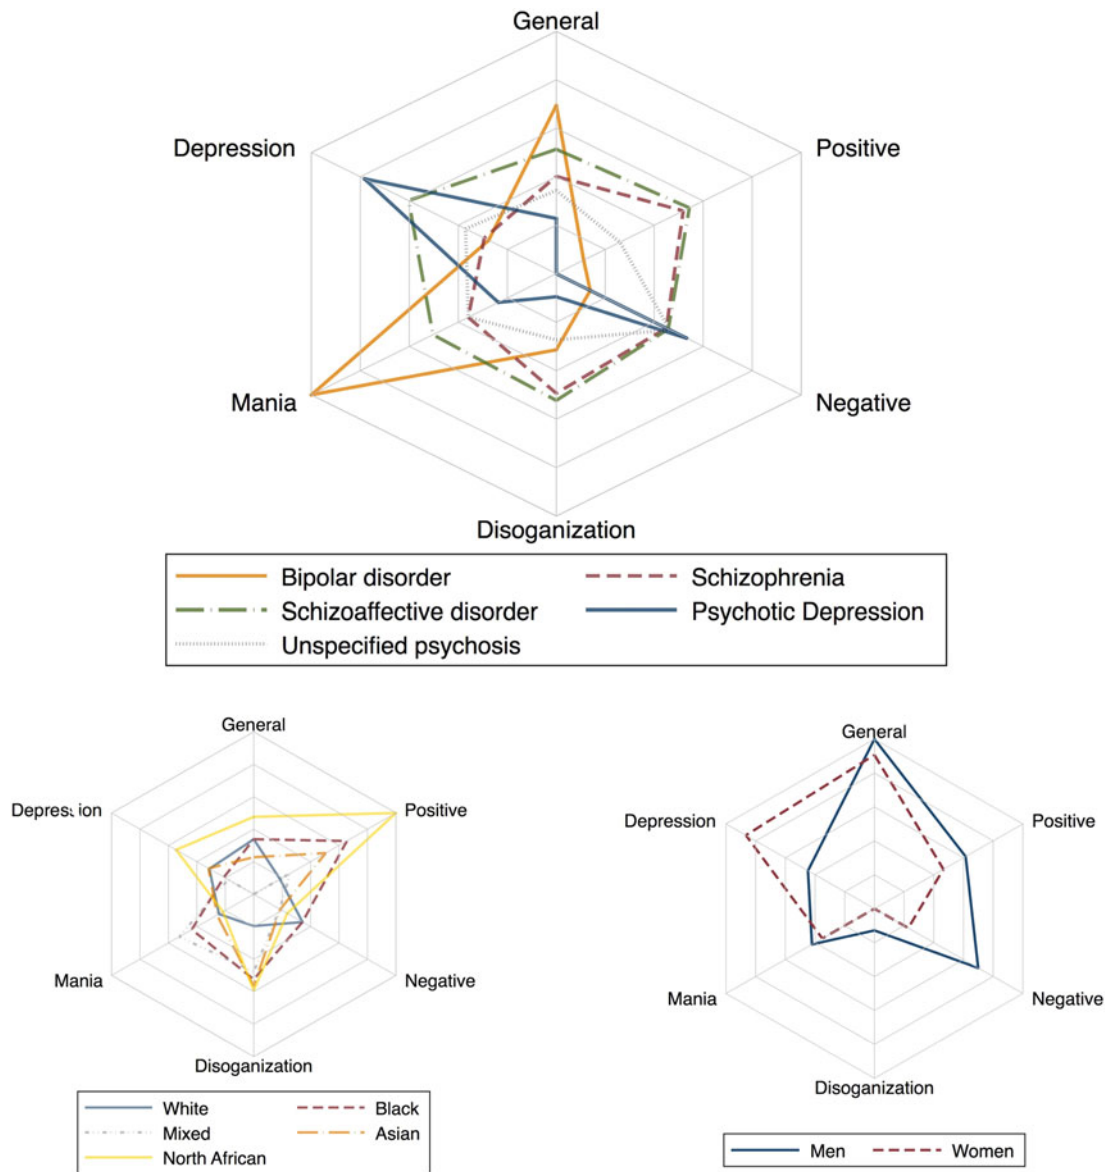 General
Depression
Positive
Mania
Negative
Disoganization
Bipolar disorder
Schizophrenia
Schizoaffective disorder
Psychotic Depression
Unspecified psychosis
General
Depression
Positive
Mania
Negative
Disoganization
White
Black
Mixed
Asian
North African
General
Depression
Positive
Mania
Negative
Disoganization
Men
Women